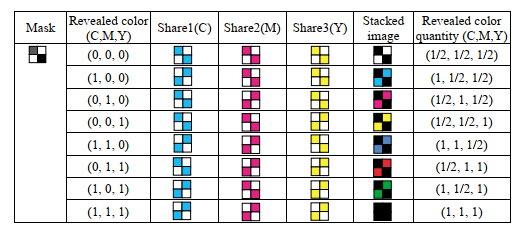 Mask Revealed color (C,M,Y) Share1(C) Share2(M) Share3(Y) Stacked image Revealed color quantity (C,M,Y)
(0, 0, 0) (1/2, 1/2, 1/2)
(1, 0, 0) (1, 1/2, 1/2)
(0, 1, 0) (1/2, 1, 1/2)
(0, 0, 1) (1/2, 1/2, 1)
(1, 1, 0) (1, 1, 1/2)
(0, 1, 1) (1/2, 1, 1)
(1, 0, 1) (1, 1/2, 1)
(1, 1, 1) (1, 1, 1)